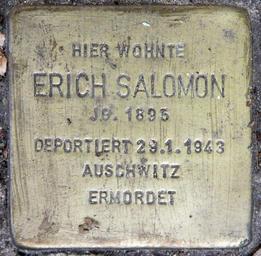 HIER WOHNTE
ERICH SALOMON
JG. 1895
DEPORTIERT 29.1.1943
AUSCHWITZ
ERMORDET